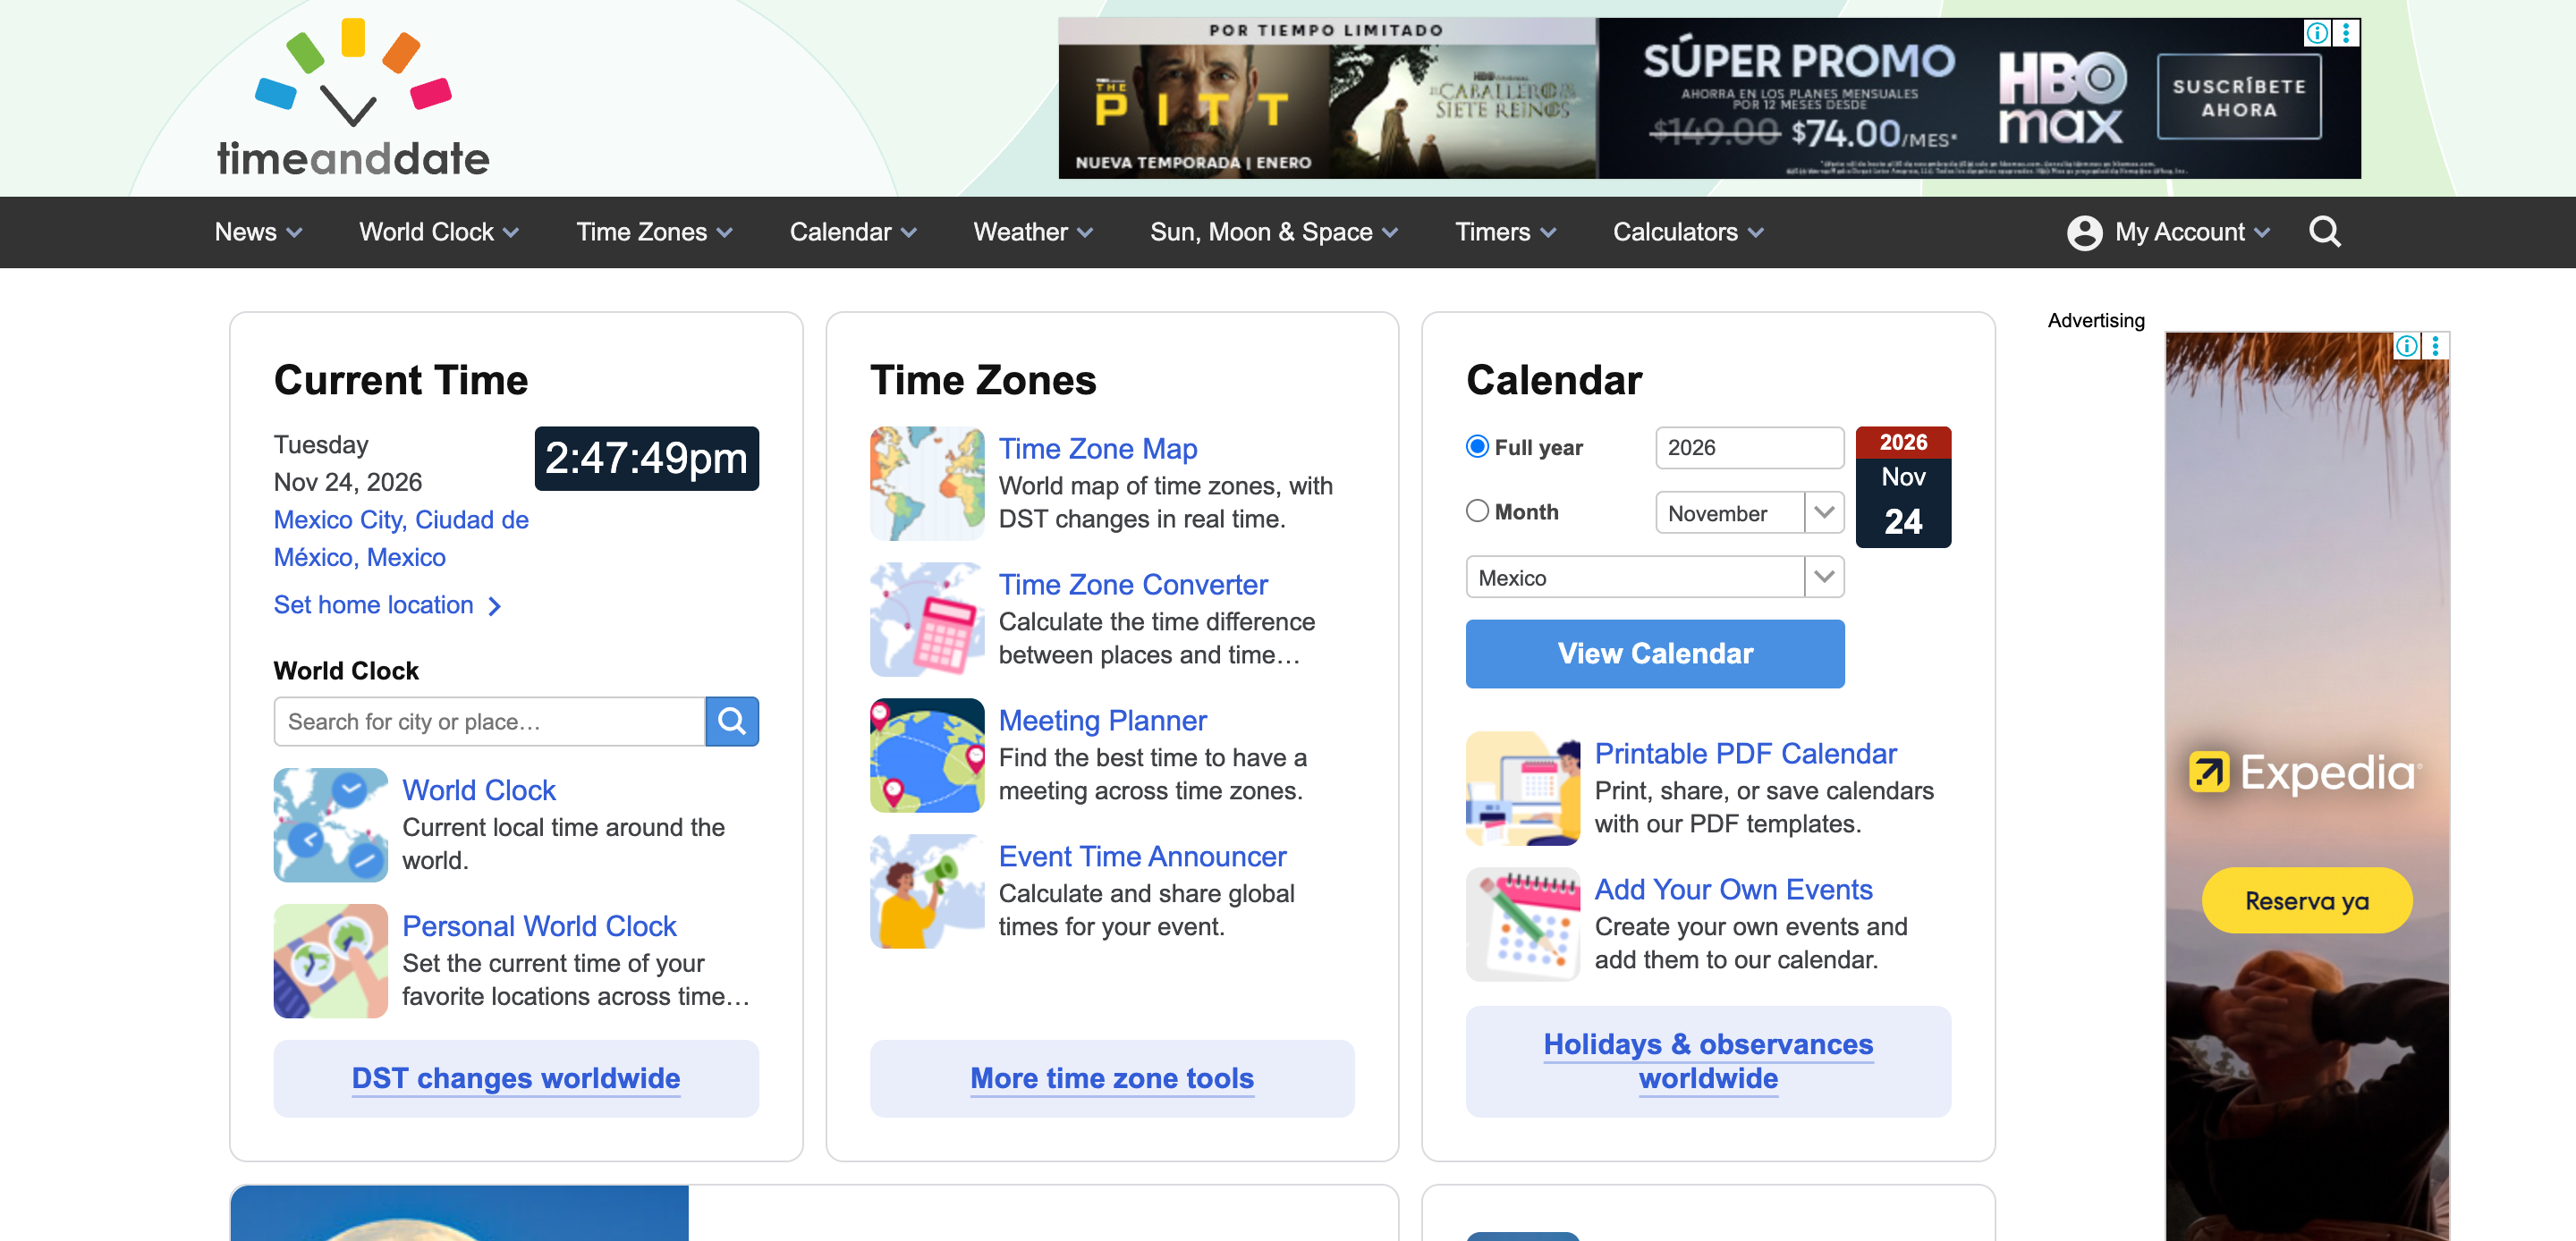 timeanddate
POR TIEMPO LIMITADO
THE
PITT
NUEVA TEMPORADA | ENERO
HBO ORIGINAL
EL CABALLERO DE LOS
SIETE REINOS
SÚPER PROMO
AHORRA EN LOS PLANES MENSUALES
POR 12 MESES DESDE
$149.00 $74.00/MES*
HBO
max
SUSCRÍBETE
AHORA
News
World Clock
Time Zones
Calendar
Weather
Sun, Moon & Space
Timers
Calculators
My Account
Current Time
Tuesday
2:47:49pm
Nov 24, 2026
Mexico City, Ciudad de
México, Mexico
Set home location
World Clock
Search for city or place…
World Clock
Current local time around the
world.
Personal World Clock
Set the current time of your
favorite locations across time…
DST changes worldwide
Time Zones
Time Zone Map
World map of time zones, with
DST changes in real time.
Time Zone Converter
Calculate the time difference
between places and time…
Meeting Planner
Find the best time to have a
meeting across time zones.
Event Time Announcer
Calculate and share global
times for your event.
More time zone tools
Calendar
Full year
2026
Month
November
2026
Nov
24
Mexico
View Calendar
Printable PDF Calendar
Print, share, or save calendars
with our PDF templates.
Add Your Own Events
Create your own events and
add them to our calendar.
Holidays & observances
worldwide
Advertising
Expedia
Reserva ya